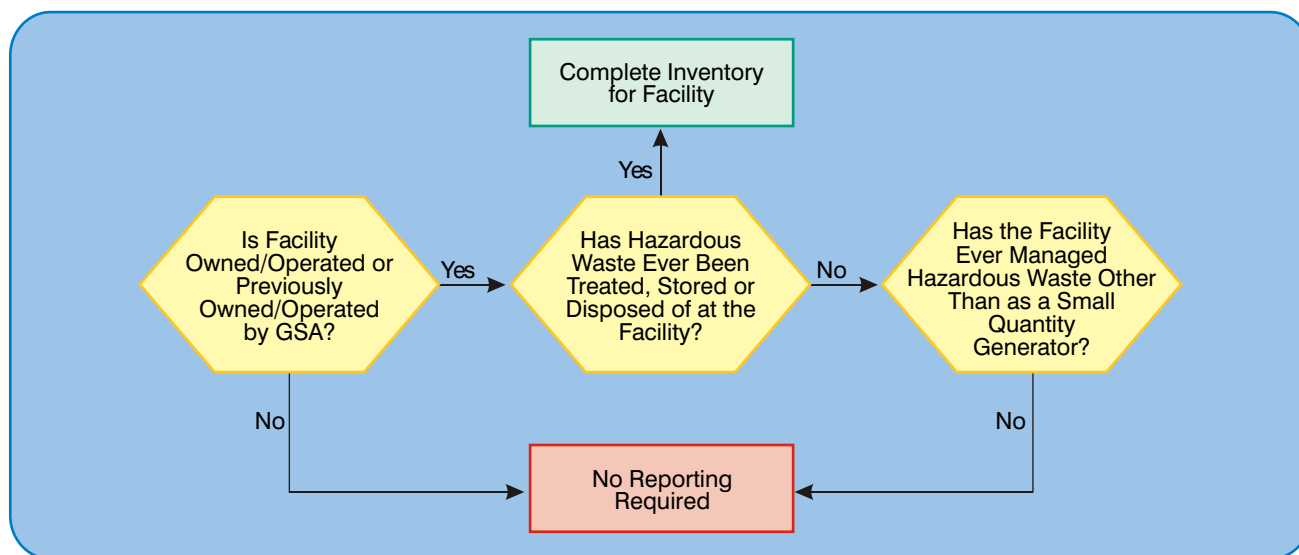 Complete Inventory
for Facility
Yes
Is Facility
Owned/Operated or
Previously
Owned/Operated
by GSA?
Yes
Has Hazardous
Waste Ever Been
Treated, Stored or
Disposed of at the
Facility?
No
Has the Facility
Ever Managed
Hazardous Waste Other
Than as a Small
Quantity
Generator?
No
No
No Reporting
Required